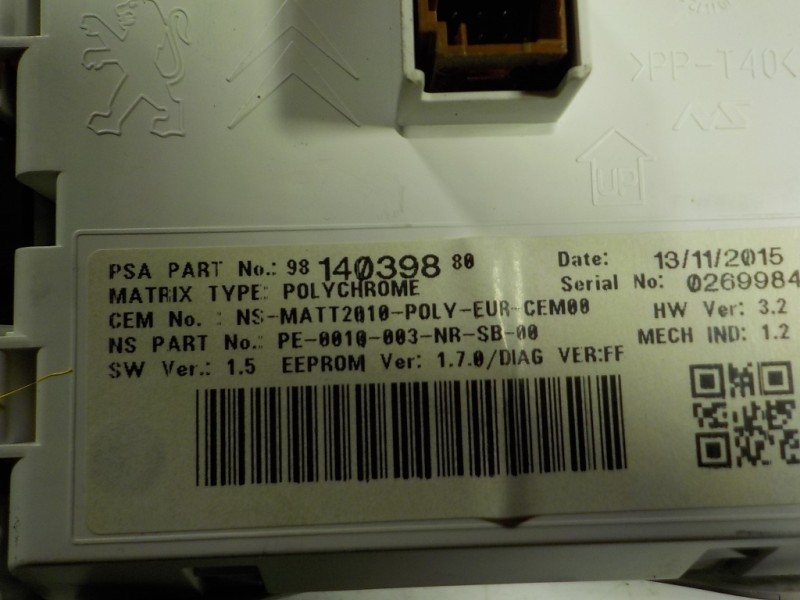 >PP-T40<
UP
PSA PART No.: 98 140398 80
Date: 13/11/2015
MATRIX TYPE: POLYCHROME
Serial No: 0269984
CEM No. : NS-MATT2010-POLY-EUR-CEM00
HW Ver: 3.2
NS PART No.: PE-0010-003-NR-SB-00
MECH IND: 1.2
SW Ver.: 1.5 EEPROM Ver: 1.7.0/DIAG VER:FF